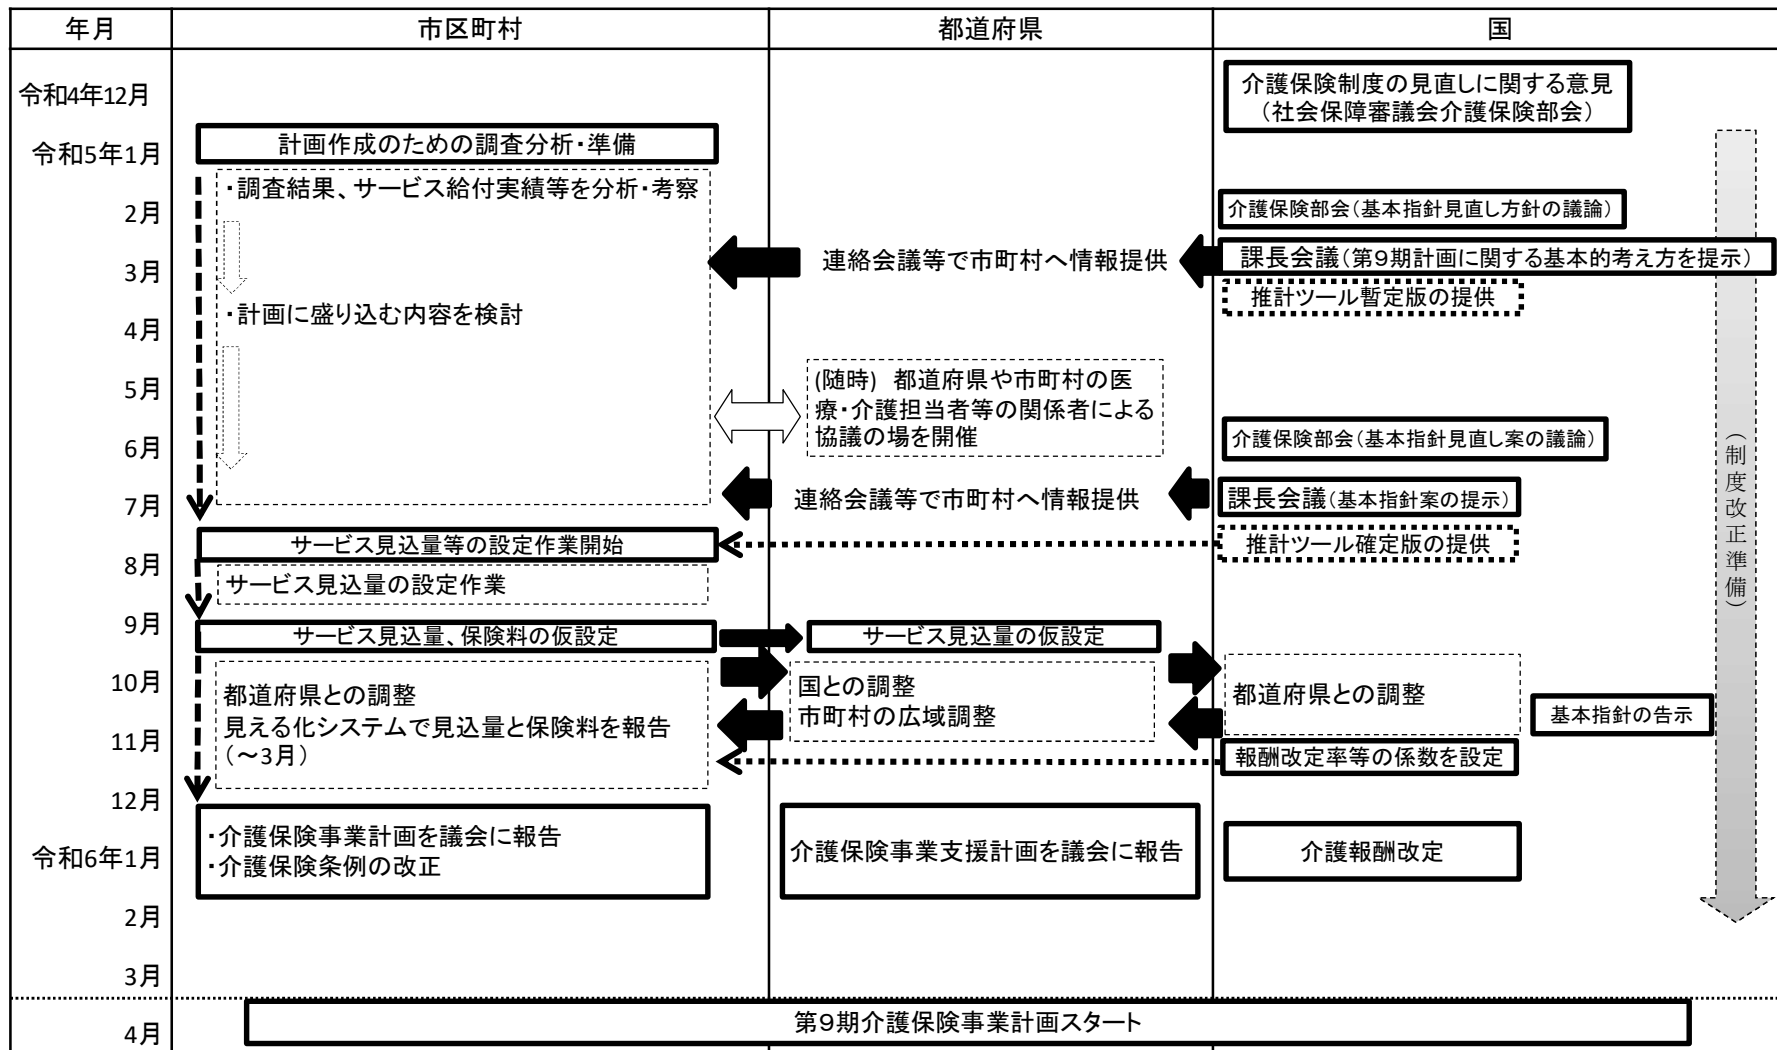 年月
市区町村
都道府県
国
令和4年12月
介護保険制度の見直しに関する意見
（社会保障審議会介護保険部会）
令和5年1月
計画作成のための調査分析・準備
・調査結果、サービス給付実績等を分析・考察
2月
介護保険部会（基本指針見直し方針の議論）
3月
連絡会議等で市町村へ情報提供
課長会議（第９期計画に関する基本的考え方を提示）
推計ツール暫定版の提供
・計画に盛り込む内容を検討
4月
5月
(随時) 都道府県や市町村の医
療・介護担当者等の関係者による
協議の場を開催
6月
介護保険部会（基本指針見直し案の議論）
7月
連絡会議等で市町村へ情報提供
課長会議（基本指針案の提示）
サービス見込量等の設定作業開始
推計ツール確定版の提供
8月
サービス見込量の設定作業
9月
サービス見込量、保険料の仮設定
サービス見込量の仮設定
10月
都道府県との調整
見える化システムで見込量と保険料を報告
（～3月）
国との調整
市町村の広域調整
都道府県との調整
基本指針の告示
11月
報酬改定率等の係数を設定
12月
・介護保険事業計画を議会に報告
・介護保険条例の改正
介護保険事業支援計画を議会に報告
介護報酬改定
令和6年1月
2月
3月
（制度改正準備）
4月
第９期介護保険事業計画スタート